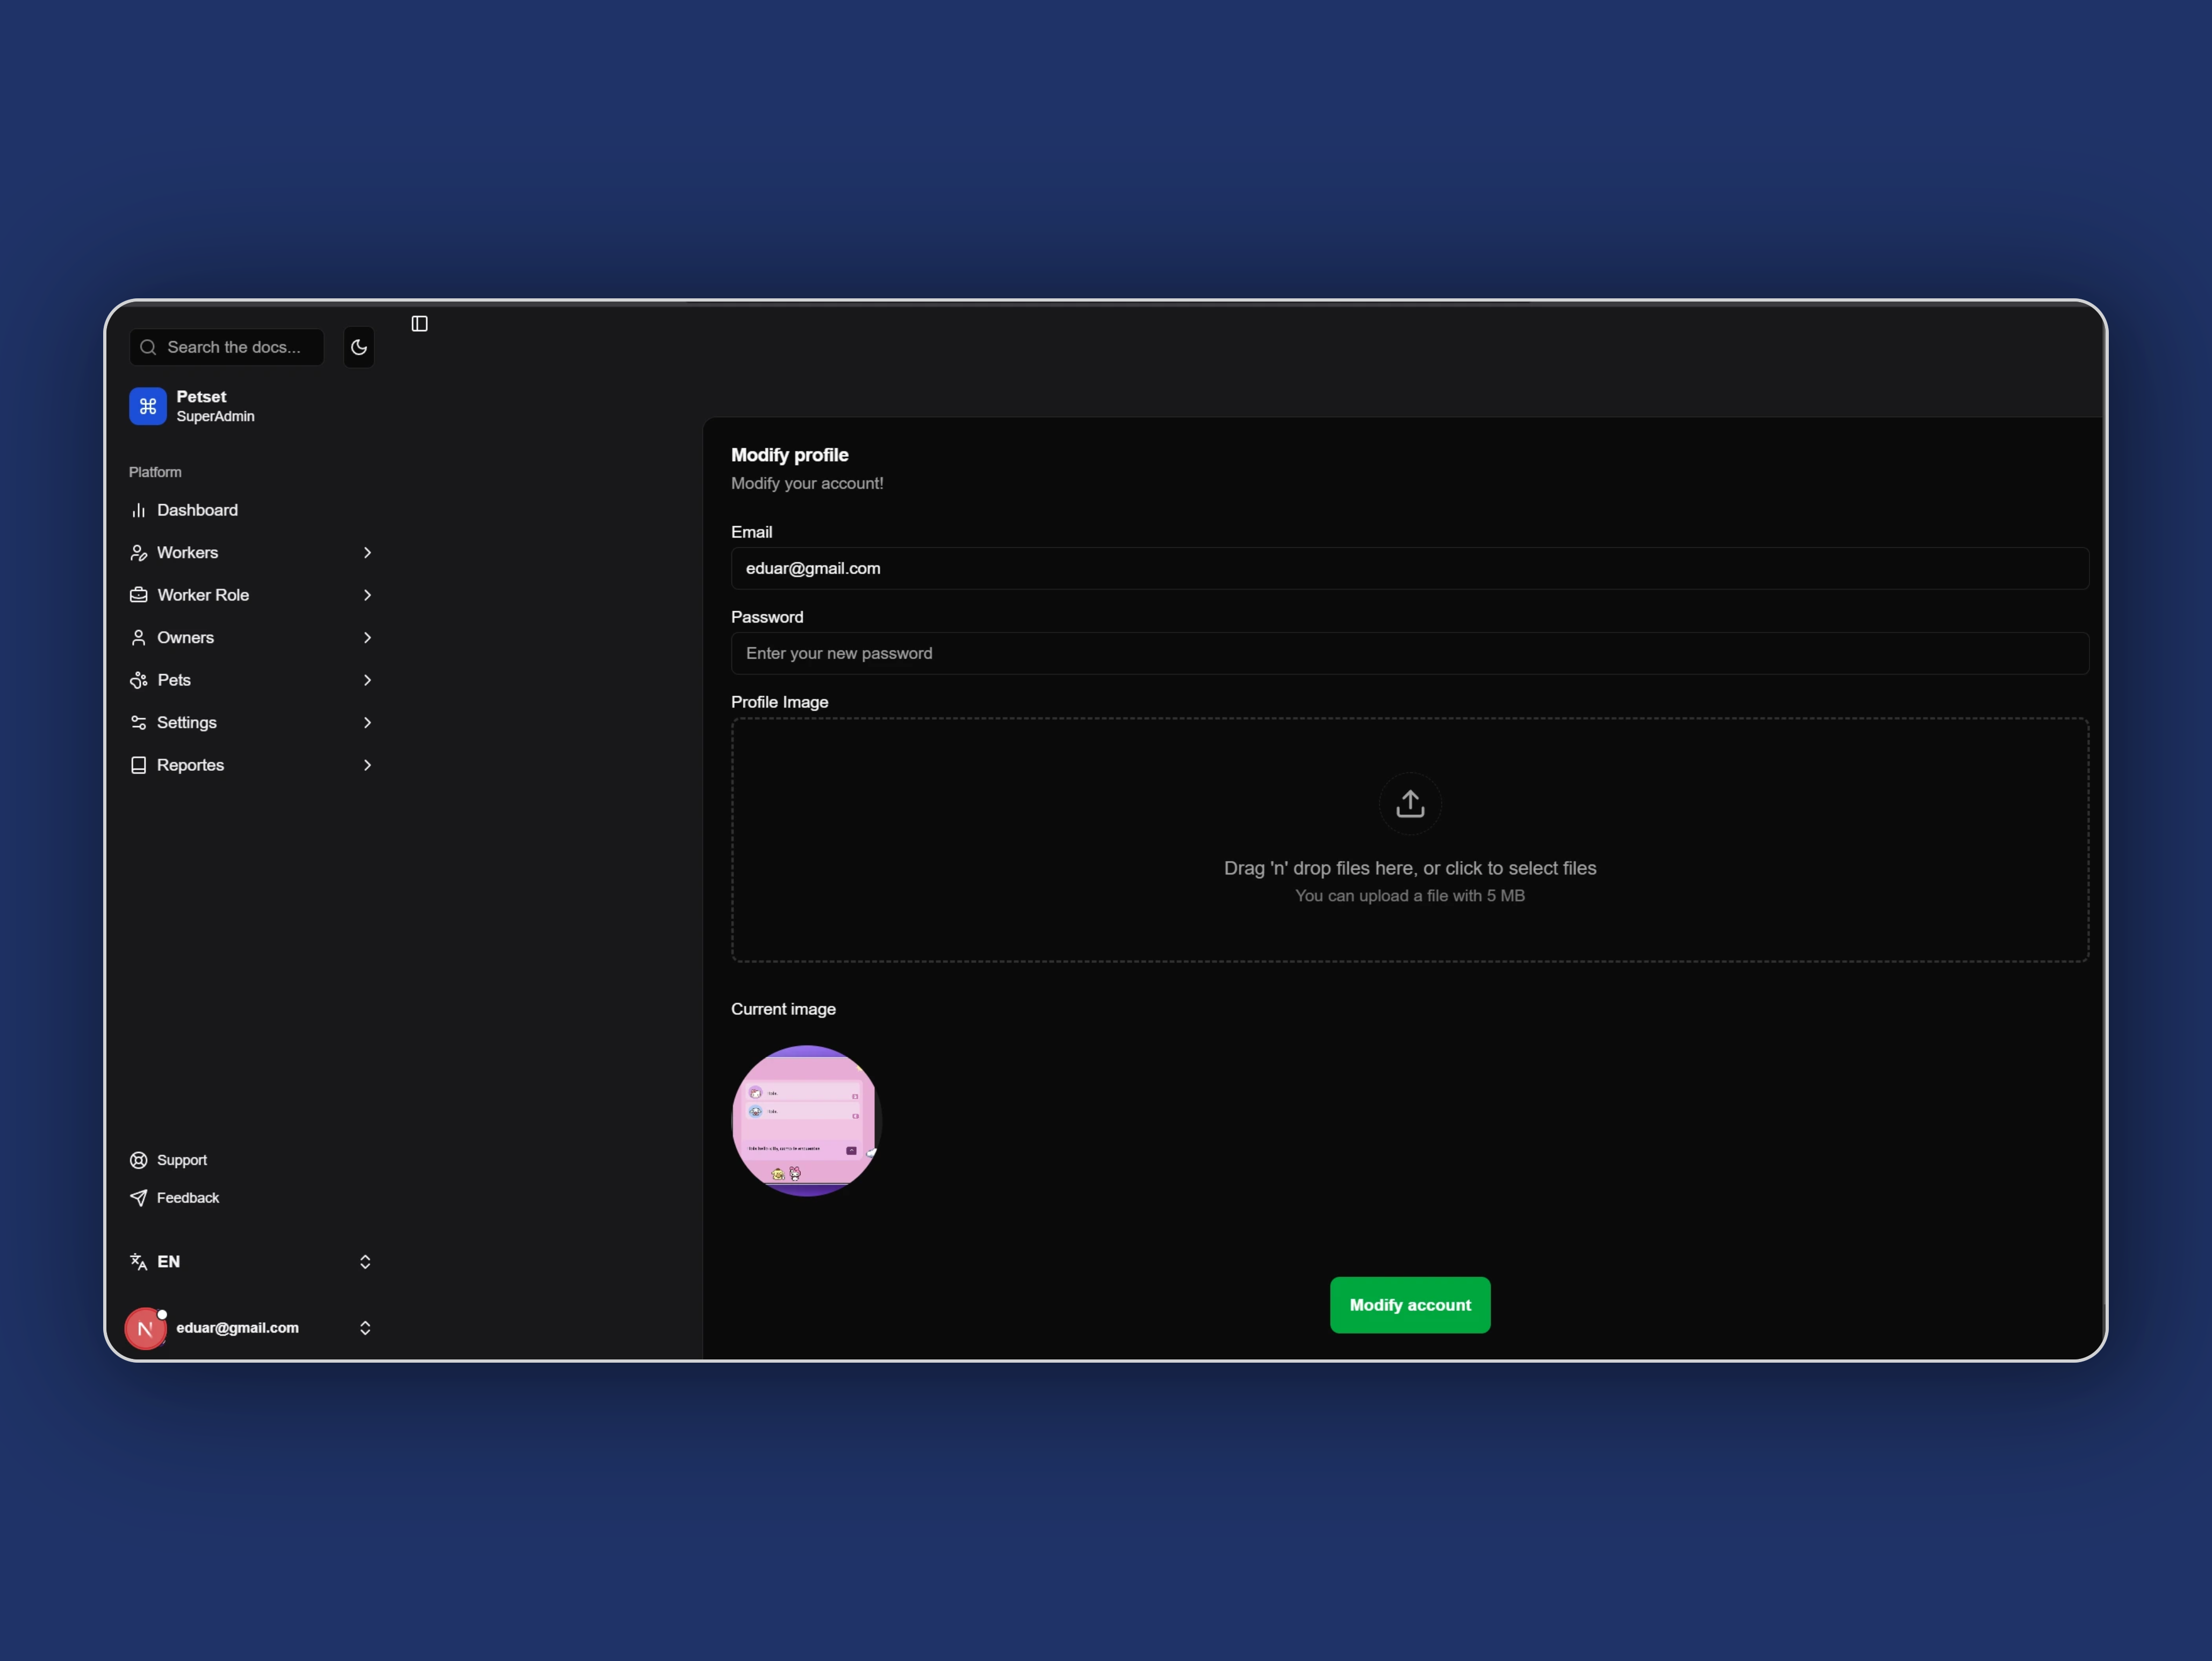 Search the docs...
Petset
SuperAdmin
Platform
Dashboard
Workers
Worker Role
Owners
Pets
Settings
Reportes
Support
Feedback
EN
N
eduar@gmail.com
Modify profile
Modify your account!
Email
eduar@gmail.com
Password
Enter your new password
Profile Image
Drag 'n' drop files here, or click to select files
You can upload a file with 5 MB
Current image
Modify account